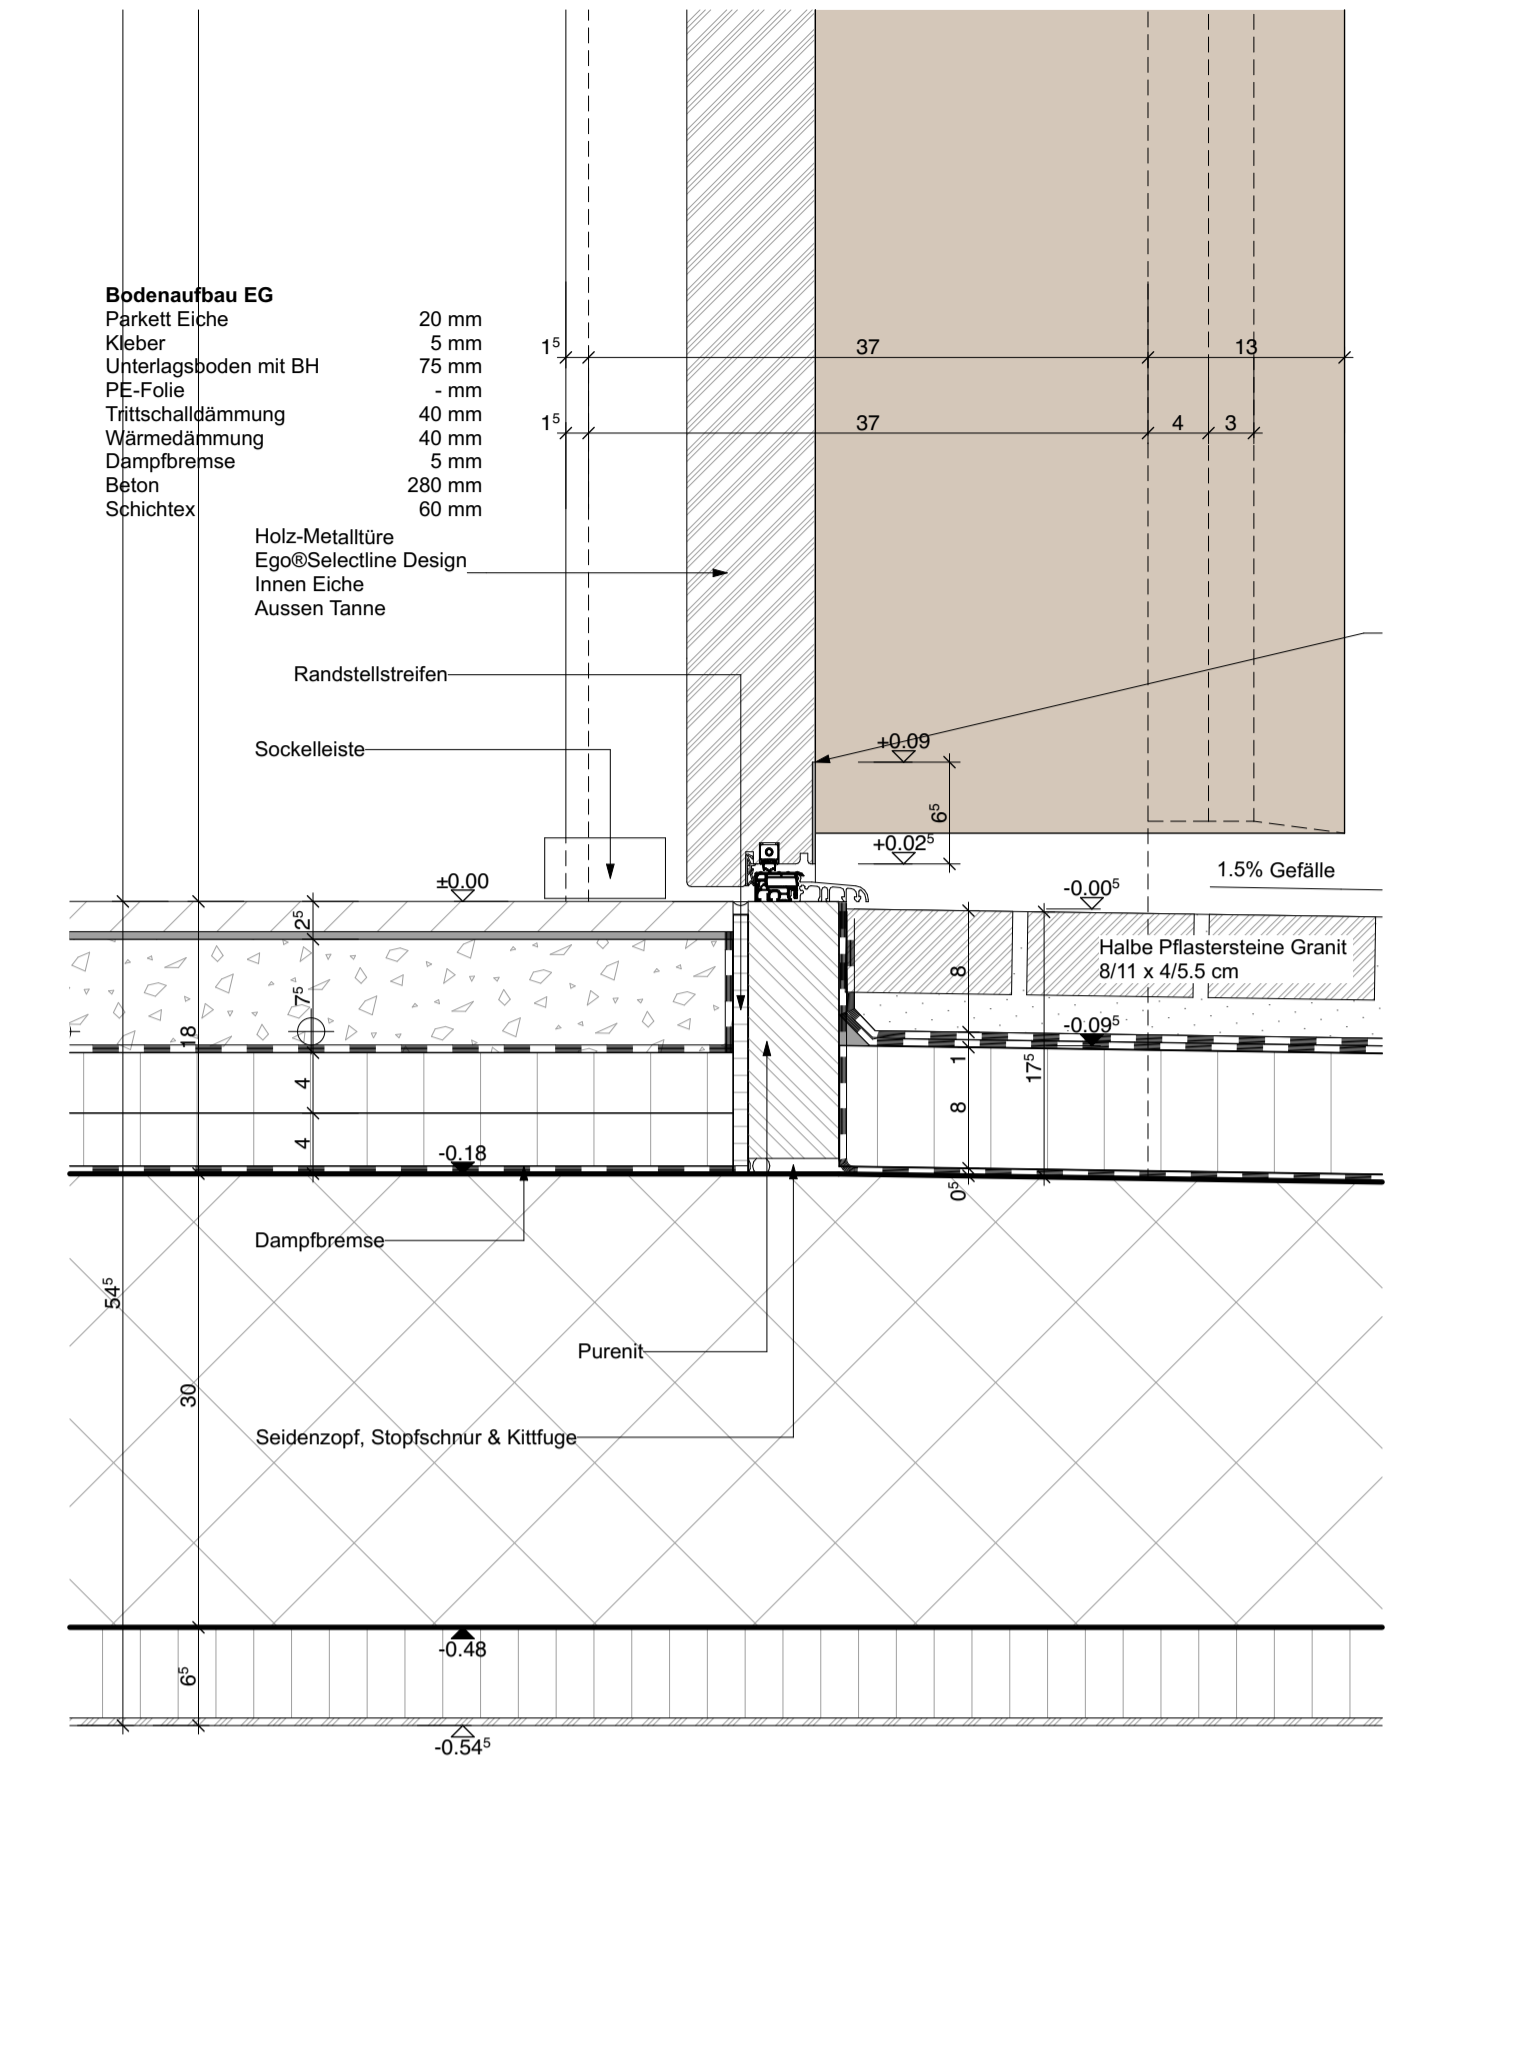 Bodenaufbau EG
Parkett Eiche 20 mm
Kleber 5 mm
Unterlagsboden mit BH 75 mm
PE-Folie - mm
Trittschalldämmung 40 mm
Wärmedämmung 40 mm
Dampfbremse 5 mm
Beton 280 mm
Schichtex 60 mm
1⁵ 37 13
1⁵ 37 4 3
Holz-Metalltüre
Ego®Selectline Design
Innen Eiche
Aussen Tanne
Randstellstreifen
Sockelleiste
+0.09
6⁵
+0.02⁵
±0.00
-0.00⁵
1.5% Gefälle
Halbe Pflastersteine Granit
8/11 x 4/5.5 cm
2⁵
7⁵
18
4
4
-0.18
8
-0.09⁵
1
17⁵
8
0⁵
Dampfbremse
54⁵
Purenit
30
Seidenzopf, Stopfschnur & Kittfuge
-0.48
6⁵
-0.54⁵